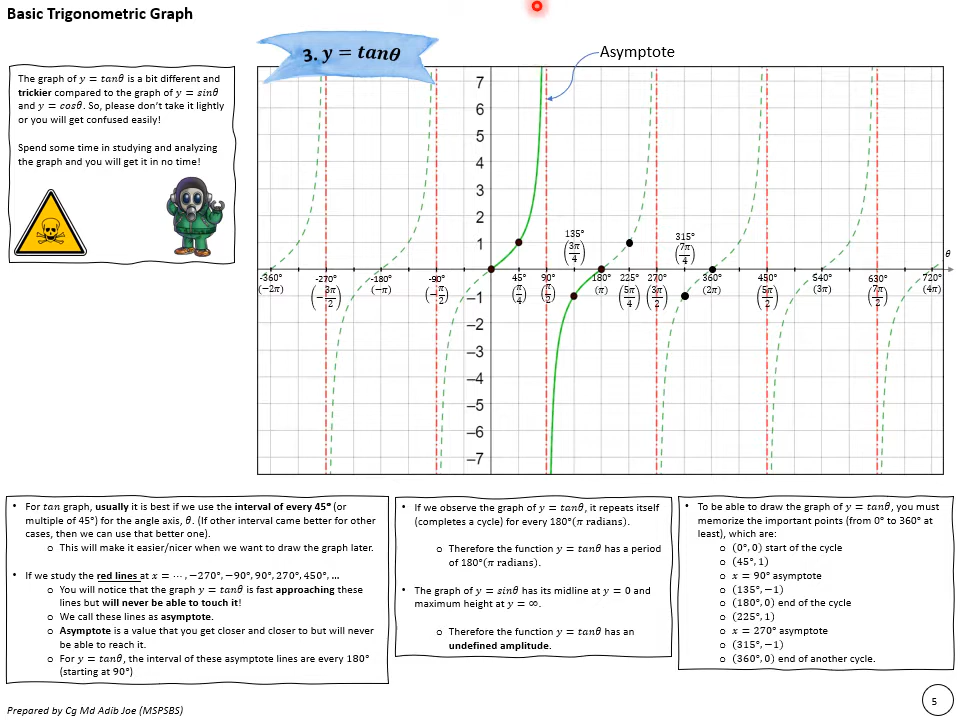 Basic Trigonometric Graph
3. y = tanθ
Asymptote
The graph of y = tanθ is a bit different and
trickier compared to the graph of y = sinθ
and y = cosθ. So, please don't take it lightly
or you will get confused easily!
Spend some time in studying and analyzing
the graph and you will get it in no time!
7
6
5
4
3
2
1
−1
−2
−3
−4
−5
−6
−7
θ
135° (3π/4)
315° (7π/4)
-360° (−2π)
-270° (−3π/2)
-180° (−π)
-90° (−π/2)
45° (π/4)
90° (π/2)
180° (π)
225° (5π/4)
270° (3π/2)
360° (2π)
450° (5π/2)
540° (3π)
630° (7π/2)
720° (4π)
• For tan graph, usually it is best if we use the interval of every 45° (or
multiple of 45°) for the angle axis, θ. (If other interval came better for other
cases, then we can use that better one).
o This will make it easier/nicer when we want to draw the graph later.
• If we study the red lines at x = ⋯, −270°, −90°, 90°, 270°, 450°, …
o You will notice that the graph y = tanθ is fast approaching these
lines but will never be able to touch it!
o We call these lines as asymptote.
o Asymptote is a value that you get closer and closer to but will never
be able to reach it.
o For y = tanθ, the interval of these asymptote lines are every 180°
(starting at 90°)
• If we observe the graph of y = tanθ, it repeats itself
(completes a cycle) for every 180°(π radians).
o Therefore the function y = tanθ has a period
of 180°(π radians).
• The graph of y = sinθ has its midline at y = 0 and
maximum height at y = ∞.
o Therefore the function y = tanθ has an
undefined amplitude.
• To be able to draw the graph of y = tanθ, you must
memorize the important points (from 0° to 360° at
least), which are:
o (0°, 0) start of the cycle
o (45°, 1)
o x = 90° asymptote
o (135°, −1)
o (180°, 0) end of the cycle
o (225°, 1)
o x = 270° asymptote
o (315°, −1)
o (360°, 0) end of another cycle.
Prepared by Cg Md Adib Joe (MSPSBS)
5